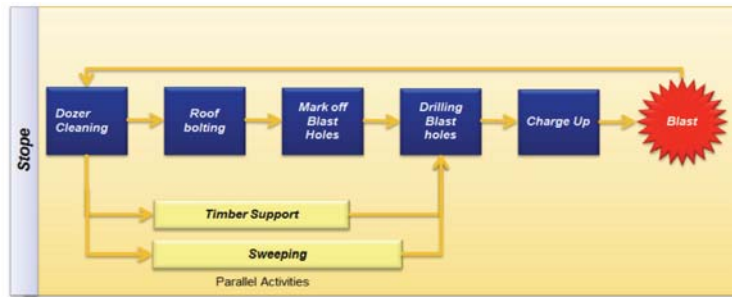 Stope
Dozer
Cleaning
Roof
bolting
Mark off
Blast
Holes
Drilling
Blast
holes
Charge Up
Blast
Timber Support
Sweeping
Parallel Activities